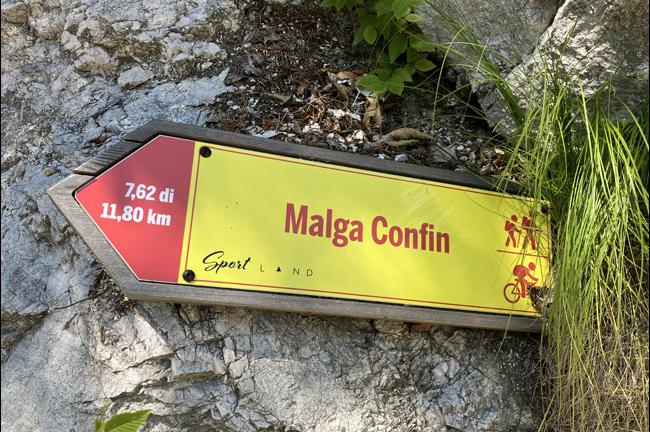 7,62 di
11,80 km
Malga Confin
Sport LAND